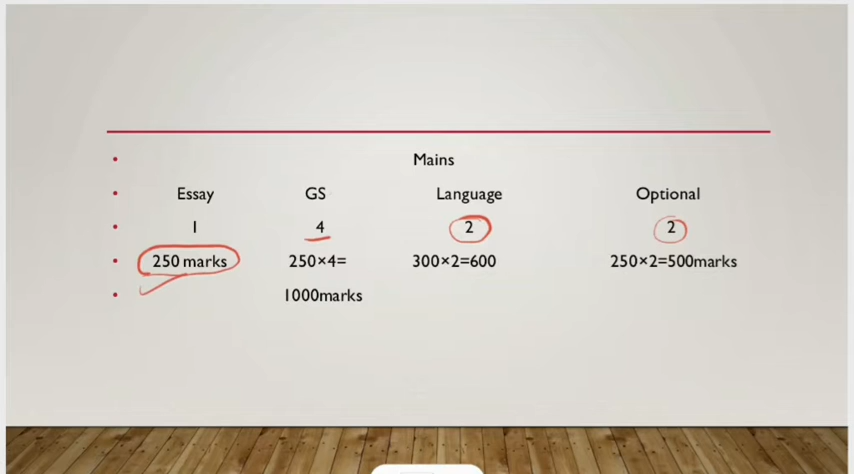 Mains
Essay GS Language Optional
1 4 2 2
250 marks 250×4= 300×2=600 250×2=500marks
1000marks